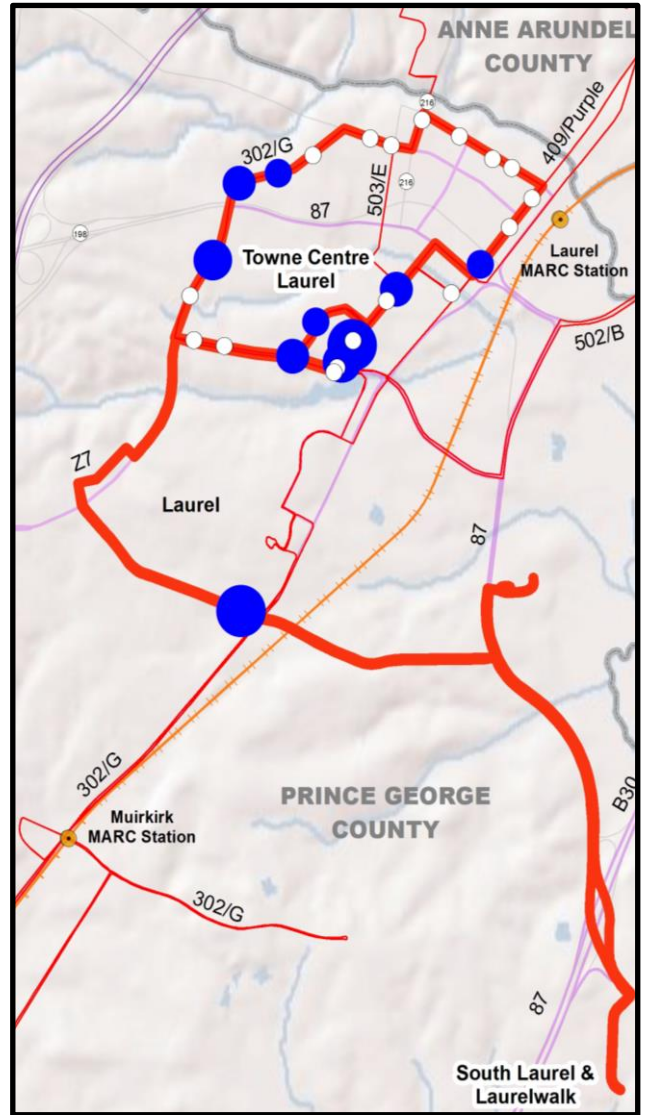 ANNE ARUNDEL
COUNTY
216
409/Purple
302/G
503/E
216
87
198
Towne Centre
Laurel
Laurel
MARC Station
502/B
Z7
Laurel
87
302/G
PRINCE GEORGE
COUNTY
B30
Muirkirk
MARC Station
302/G
87
South Laurel &
Laurelwalk